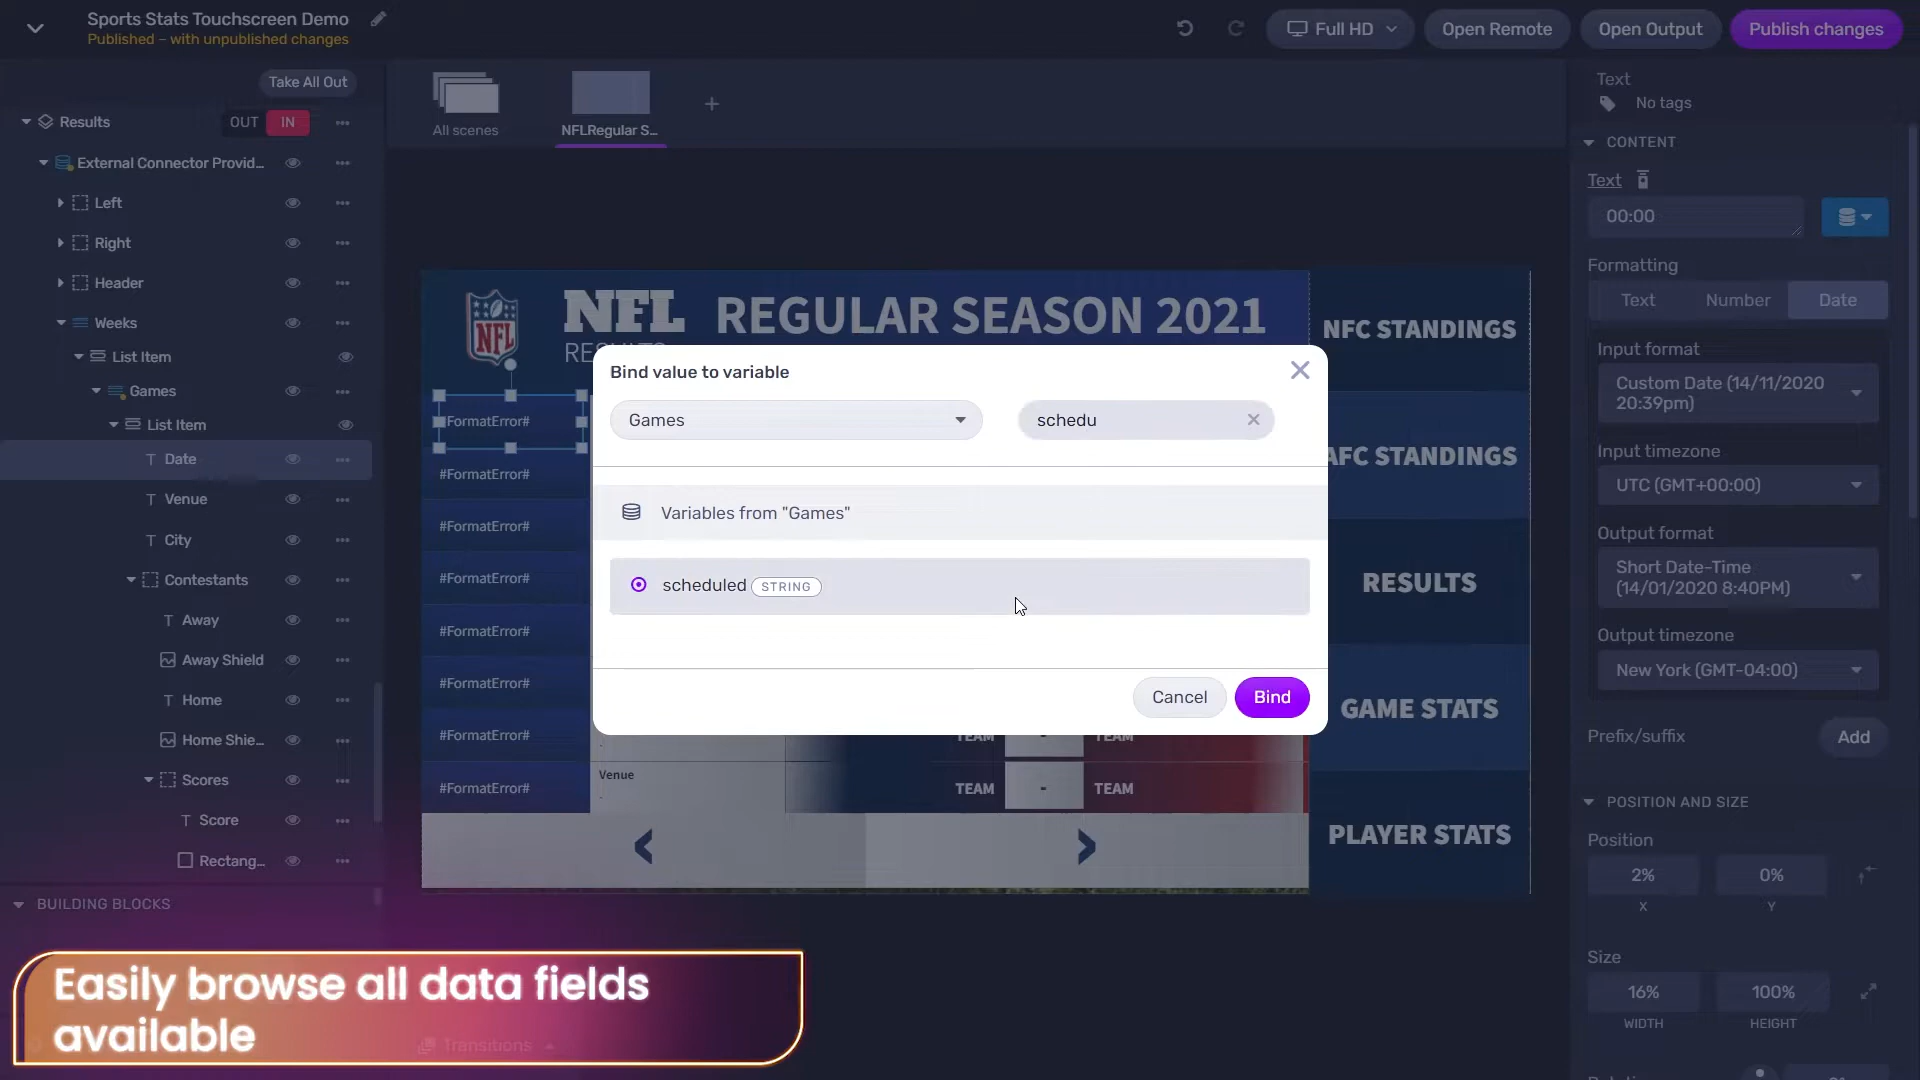 Sports Stats Touchscreen Demo
Published – with unpublished changes
Full HD
Open Remote
Open Output
Publish changes
Take All Out
Results
OUT
IN
External Connector Provid...
Left
Right
Header
Weeks
List Item
Games
List Item
Date
Venue
City
Contestants
Away
Away Shield
Home
Home Shie...
Scores
Score
Rectang...
BUILDING BLOCKS
All scenes
NFLRegular S...
NFL
NFL REGULAR SEASON 2021
#FormatError#
#FormatError#
#FormatError#
#FormatError#
#FormatError#
#FormatError#
#FormatError#
#FormatError#
Bind value to variable
Games
schedu
Variables from "Games"
scheduled STRING
Cancel
Bind
TEAM
-
TEAM
Venue
TEAM
-
TEAM
NFC STANDINGS
AFC STANDINGS
RESULTS
GAME STATS
PLAYER STATS
Text
No tags
CONTENT
Text
00:00
Formatting
Text
Number
Date
Input format
Custom Date (14/11/2020
20:39pm)
Input timezone
UTC (GMT+00:00)
Output format
Short Date-Time
(14/01/2020 8:40PM)
Output timezone
New York (GMT-04:00)
Prefix/suffix
Add
POSITION AND SIZE
Position
2%
0%
X
Y
Size
16%
100%
WIDTH
HEIGHT
Easily browse all data fields
available
Transitions